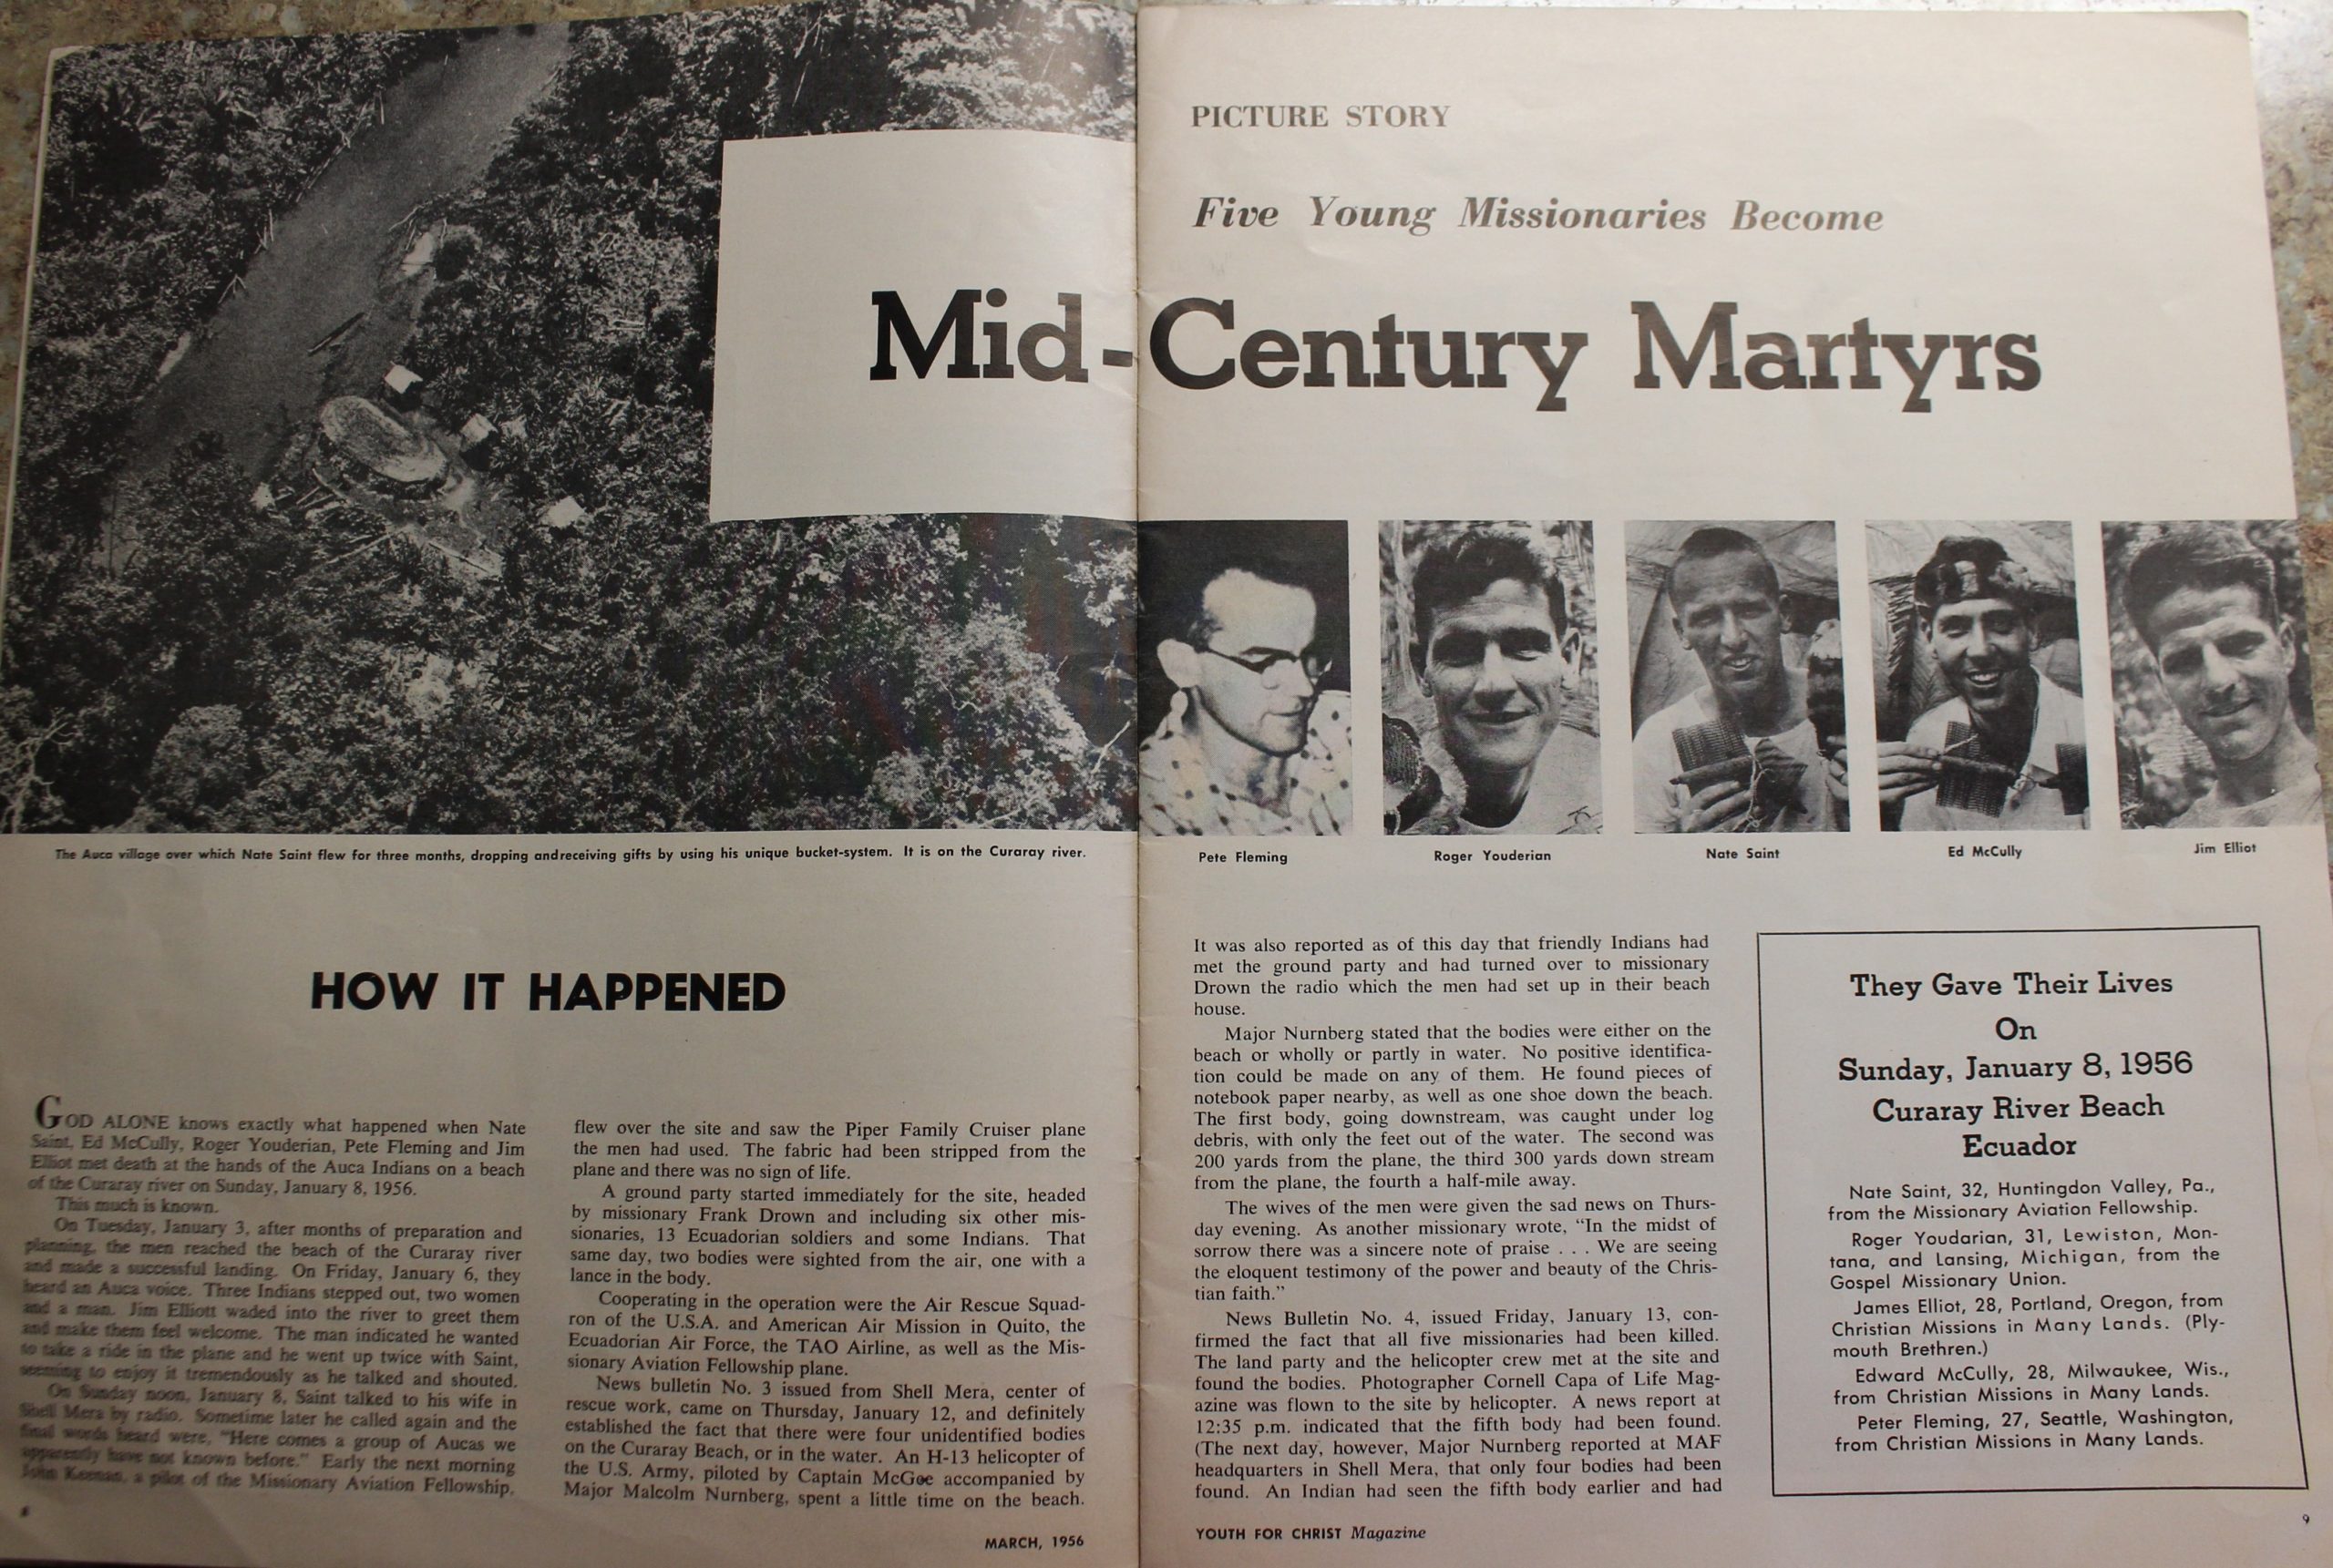 PICTURE STORY
Five Young Missionaries Become
Mid-Century Martyrs
The Auca village over which Nate Saint flew for three months, dropping andreceiving gifts by using his unique bucket-system. It is on the Curaray river.
Pete Fleming
Roger Youderian
Nate Saint
Ed McCully
Jim Elliot
HOW IT HAPPENED
GOD ALONE knows exactly what happened when Nate
Saint, Ed McCully, Roger Youderian, Pete Fleming and Jim
Elliot met death at the hands of the Auca Indians on a beach
of the Curaray river on Sunday, January 8, 1956.
This much is known.
On Tuesday, January 3, after months of preparation and
planning, the men reached the beach of the Curaray river
and made a successful landing. On Friday, January 6, they
heard an Auca voice. Three Indians stepped out, two women
and a man. Jim Elliott waded into the river to greet them
and make them feel welcome. The man indicated he wanted
to take a ride in the plane and he went up twice with Saint,
seeming to enjoy it tremendously as he talked and shouted.
On Sunday noon, January 8, Saint talked to his wife in
Shell Mera by radio. Sometime later he called again and the
final words heard were, "Here comes a group of Aucas we
apparently have not known before." Early the next morning
John Keenan, a pilot of the Missionary Aviation Fellowship,
flew over the site and saw the Piper Family Cruiser plane
the men had used. The fabric had been stripped from the
plane and there was no sign of life.
A ground party started immediately for the site, headed
by missionary Frank Drown and including six other mis-
sionaries, 13 Ecuadorian soldiers and some Indians. That
same day, two bodies were sighted from the air, one with a
lance in the body.
Cooperating in the operation were the Air Rescue Squad-
ron of the U.S.A. and American Air Mission in Quito, the
Ecuadorian Air Force, the TAO Airline, as well as the Mis-
sionary Aviation Fellowship plane.
News bulletin No. 3 issued from Shell Mera, center of
rescue work, came on Thursday, January 12, and definitely
established the fact that there were four unidentified bodies
on the Curaray Beach, or in the water. An H-13 helicopter of
the U.S. Army, piloted by Captain McGee accompanied by
Major Malcolm Nurnberg, spent a little time on the beach.
8
MARCH, 1956
It was also reported as of this day that friendly Indians had
met the ground party and had turned over to missionary
Drown the radio which the men had set up in their beach
house.
Major Nurnberg stated that the bodies were either on the
beach or wholly or partly in water. No positive identifica-
tion could be made on any of them. He found pieces of
notebook paper nearby, as well as one shoe down the beach.
The first body, going downstream, was caught under log
debris, with only the feet out of the water. The second was
200 yards from the plane, the third 300 yards down stream
from the plane, the fourth a half-mile away.
The wives of the men were given the sad news on Thurs-
day evening. As another missionary wrote, "In the midst of
sorrow there was a sincere note of praise . . . We are seeing
the eloquent testimony of the power and beauty of the Chris-
tian faith."
News Bulletin No. 4, issued Friday, January 13, con-
firmed the fact that all five missionaries had been killed.
The land party and the helicopter crew met at the site and
found the bodies. Photographer Cornell Capa of Life Mag-
azine was flown to the site by helicopter. A news report at
12:35 p.m. indicated that the fifth body had been found.
(The next day, however, Major Nurnberg reported at MAF
headquarters in Shell Mera, that only four bodies had been
found. An Indian had seen the fifth body earlier and had
They Gave Their Lives
On
Sunday, January 8, 1956
Curaray River Beach
Ecuador
Nate Saint, 32, Huntingdon Valley, Pa.,
from the Missionary Aviation Fellowship.
Roger Youdarian, 31, Lewiston, Mon-
tana, and Lansing, Michigan, from the
Gospel Missionary Union.
James Elliot, 28, Portland, Oregon, from
Christian Missions in Many Lands. (Ply-
mouth Brethren.)
Edward McCully, 28, Milwaukee, Wis.,
from Christian Missions in Many Lands.
Peter Fleming, 27, Seattle, Washington,
from Christian Missions in Many Lands.
YOUTH FOR CHRIST Magazine
9